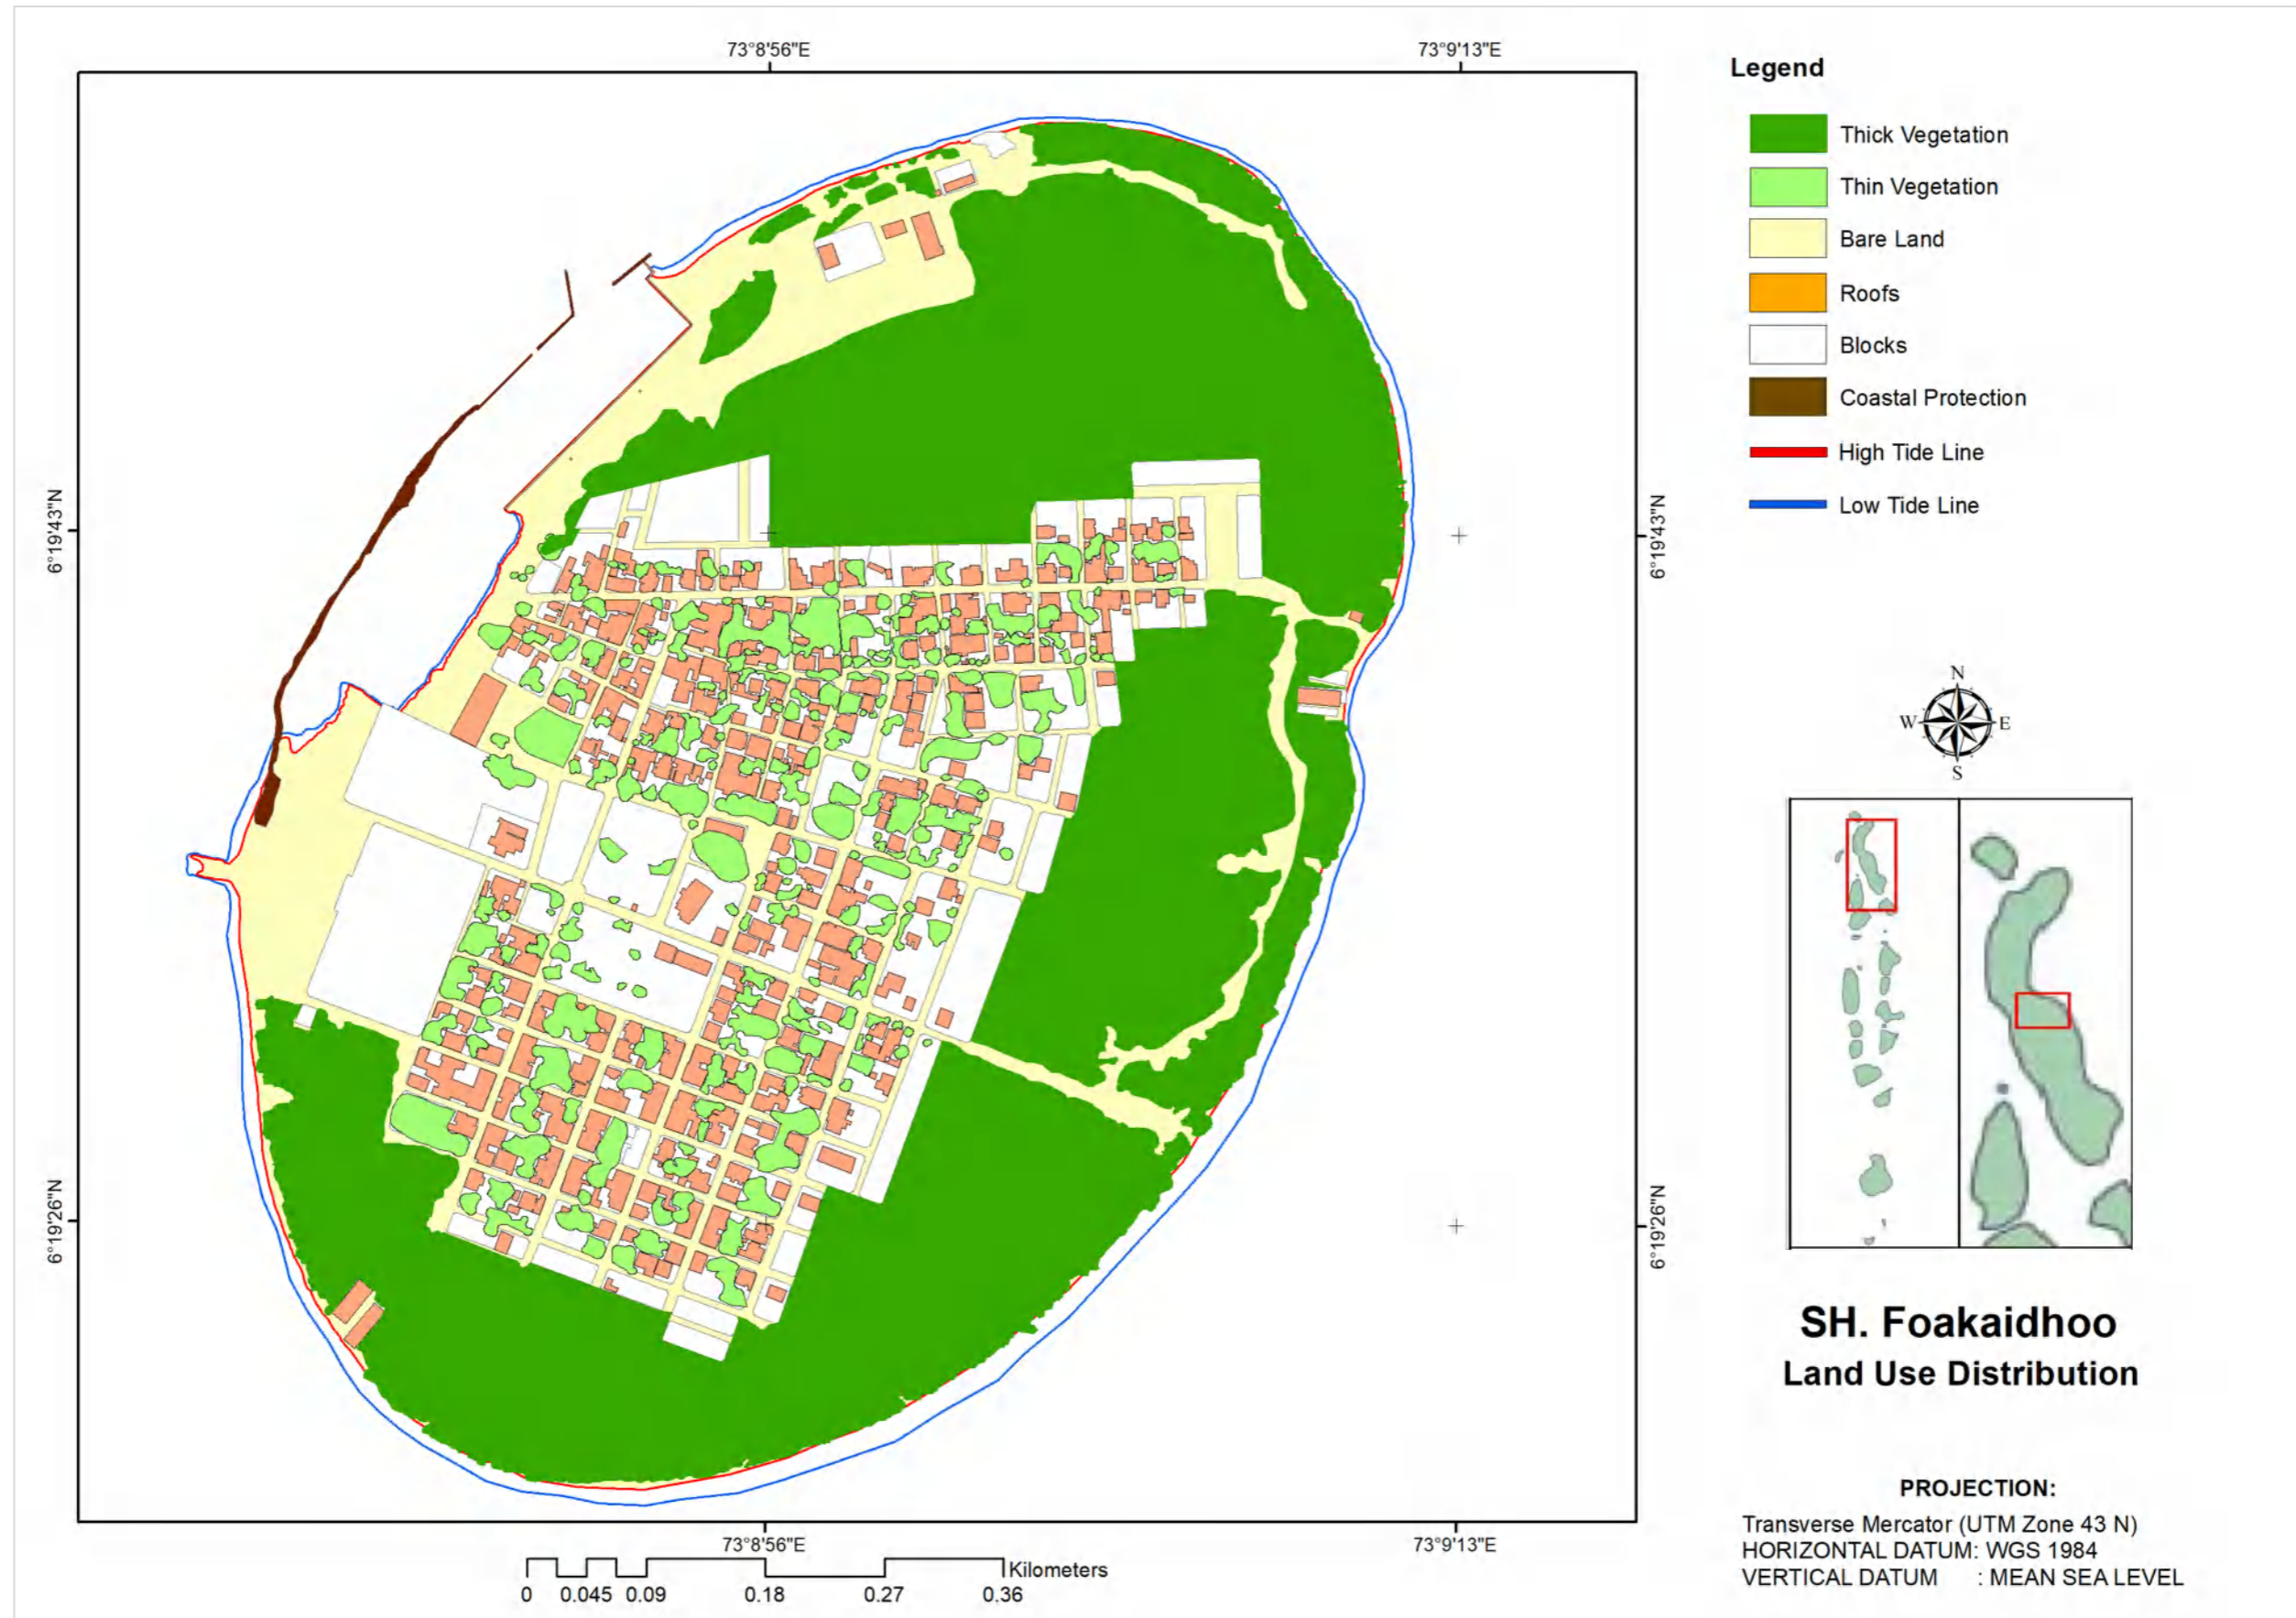 73°8'56"E
73°9'13"E
6°19'43"N
6°19'43"N
6°19'26"N
6°19'26"N
73°8'56"E
73°9'13"E
Kilometers
0 0.045 0.09 0.18 0.27 0.36
Legend
Thick Vegetation
Thin Vegetation
Bare Land
Roofs
Blocks
Coastal Protection
High Tide Line
Low Tide Line
N
W E
S
SH. Foakaidhoo
Land Use Distribution
PROJECTION:
Transverse Mercator (UTM Zone 43 N)
HORIZONTAL DATUM: WGS 1984
VERTICAL DATUM : MEAN SEA LEVEL